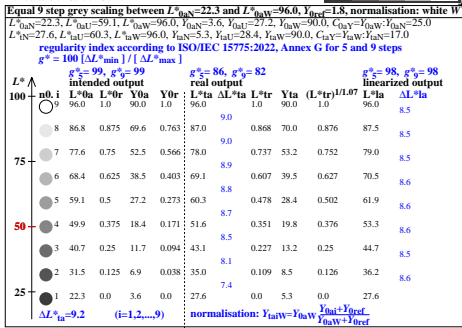 Equal 9 step grey scaling between L*0aN=22.3 and L*0aW=96.0, Yref=1.8, normalisation: white W
L*0aN=22.3, L*0aU=59.1, L*0aW=96.0, Y0aN=3.6, Y0aU=27.2, Y0aW=90.0, C0aY=Y0aW:Y0aN=25.0
L*taN=27.6, L*taU=60.3, L*taW=96.0, YtaN=5.3, YtaU=28.4, YtaW=90.0, CtaY=YtaW:YtaN=17.0
regularity index according to ISO/IEC 15775:2022, Annex G for 5 and 9 steps
g* = 100 [ΔL*min ] / [ ΔL*max ]
g*5= 99, g*9=99 g*5= 86, g*9= 82 g*5= 98, g*9= 98
intended output real output linearized output
L* n0. i L*0a L*0r Y0a Y0r L*ta ΔL*ta L*tr Yta (L*tr)1/1.07 L*la ΔL*la
100 9 96.0 1.0 90.0 1.0 96.0 1.0 90.0 1.0 96.0
9.0 8.5
8 86.8 0.875 69.6 0.763 87.0 0.868 70.0 0.876 87.5
9.0 8.5
75 7 77.6 0.75 52.5 0.566 78.0 0.737 53.2 0.752 79.0
8.9 8.5
6 68.4 0.625 38.5 0.403 69.1 0.607 39.5 0.627 70.5
8.8 8.6
5 59.1 0.5 27.2 0.273 60.3 0.478 28.4 0.502 61.9
8.7 8.6
50 4 49.9 0.375 18.4 0.171 51.6 0.351 19.8 0.376 53.3
8.5 8.6
3 40.7 0.25 11.7 0.094 43.1 0.227 13.2 0.25 44.7
8.1 8.5
2 31.5 0.125 6.9 0.038 35.0 0.109 8.5 0.126 36.2
7.4 8.6
25 1 22.3 0.0 3.6 0.0 27.6 0.0 5.3 0.0 27.6
ΔL*ta=9.2 (i=1,2,...,9) normalisation: YtaiW=Y0aW Y0ai+Yref
Y0aW+Yref